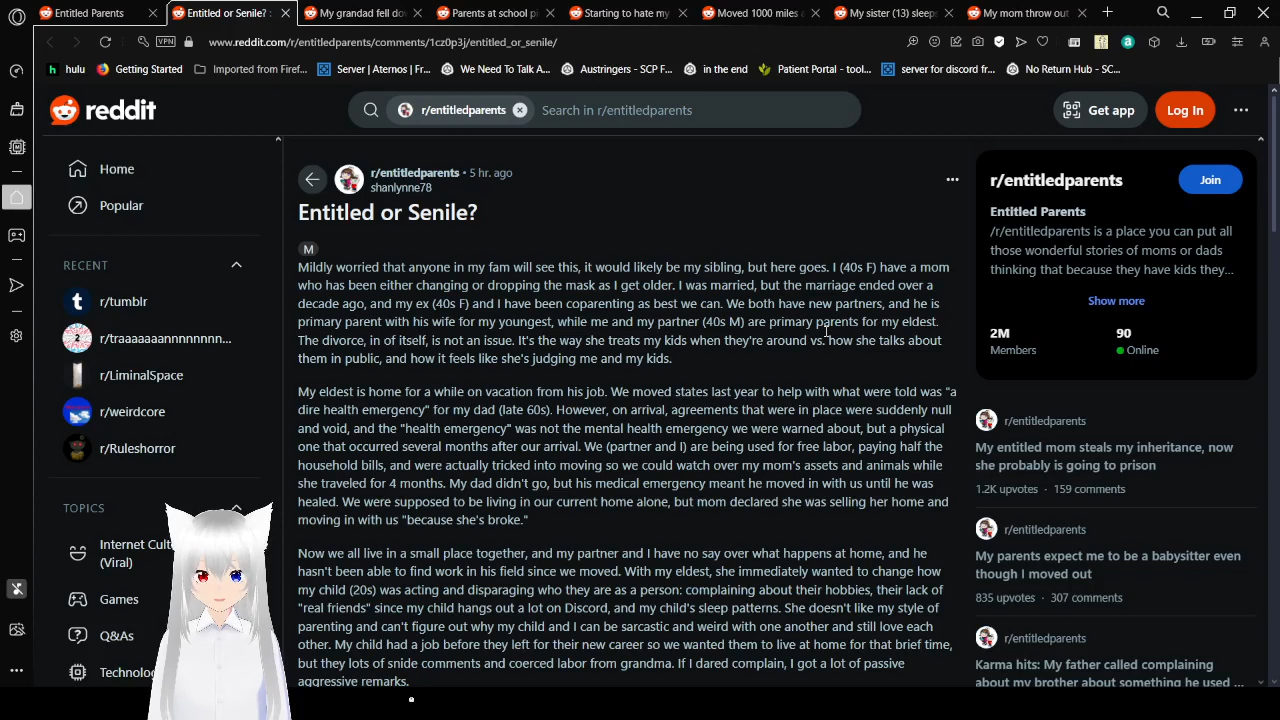 Entitled Parents
Entitled or Senile? :
My grandad fell dov
Parents at school pi
Starting to hate my
Moved 1000 miles a
My sister (13) sleep
My mom throw out
VPN
www.reddit.com/r/entitledparents/comments/1cz0p3j/entitled_or_senile/
hulu
Getting Started
Imported from Firef...
Server | Aternos | Fr...
We Need To Talk A...
Austringers - SCP F...
in the end
Patient Portal - tool...
server for discord fr...
No Return Hub - SC...
reddit
r/entitledparents
Search in r/entitledparents
Get app
Log In
Home
Popular
RECENT
r/tumblr
r/traaaaaaannnnnnnn...
r/LiminalSpace
r/weirdcore
r/Ruleshorror
TOPICS
Internet Cult
(Viral)
Games
Q&As
Technolog
r/entitledparents • 5 hr. ago
shanlynne78
Entitled or Senile?
M
Mildly worried that anyone in my fam will see this, it would likely be my sibling, but here goes. I (40s F) have a mom
who has been either changing or dropping the mask as I get older. I was married, but the marriage ended over a
decade ago, and my ex (40s F) and I have been coparenting as best we can. We both have new partners, and he is
primary parent with his wife for my youngest, while me and my partner (40s M) are primary parents for my eldest.
The divorce, in of itself, is not an issue. It's the way she treats my kids when they're around vs. how she talks about
them in public, and how it feels like she's judging me and my kids.
My eldest is home for a while on vacation from his job. We moved states last year to help with what were told was "a
dire health emergency" for my dad (late 60s). However, on arrival, agreements that were in place were suddenly null
and void, and the "health emergency" was not the mental health emergency we were warned about, but a physical
one that occurred several months after our arrival. We (partner and I) are being used for free labor, paying half the
household bills, and were actually tricked into moving so we could watch over my mom's assets and animals while
she traveled for 4 months. My dad didn't go, but his medical emergency meant he moved in with us until he was
healed. We were supposed to be living in our current home alone, but mom declared she was selling her home and
moving in with us "because she's broke."
Now we all live in a small place together, and my partner and I have no say over what happens at home, and he
hasn't been able to find work in his field since we moved. With my eldest, she immediately wanted to change how
my child (20s) was acting and disparaging who they are as a person: complaining about their hobbies, their lack of
"real friends" since my child hangs out a lot on Discord, and my child's sleep patterns. She doesn't like my style of
parenting and can't figure out why my child and I can be sarcastic and weird with one another and still love each
other. My child had a job before they left for their new career so we wanted them to live at home for that brief time,
but they lots of snide comments and coerced labor from grandma. If I dared complain, I got a lot of passive
aggressive remarks.
r/entitledparents
Join
Entitled Parents
/r/entitledparents is a place you can put all
those wonderful stories of moms or dads
thinking that because they have kids they...
Show more
2M
Members
90
Online
r/entitledparents
My entitled mom steals my inheritance, now
she probably is going to prison
1.2K upvotes · 159 comments
r/entitledparents
My parents expect me to be a babysitter even
though I moved out
835 upvotes · 307 comments
r/entitledparents
Karma hits: My father called complaining
about my brother about something he used ...